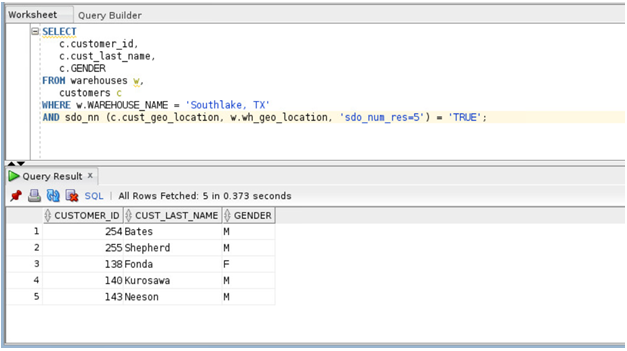 Worksheet Query Builder
SELECT
c.customer_id,
c.cust_last_name,
c.GENDER
FROM warehouses w,
customers c
WHERE w.WAREHOUSE_NAME = 'Southlake, TX'
AND sdo_nn (c.cust_geo_location, w.wh_geo_location, 'sdo_num_res=5') = 'TRUE';
Query Result x
SQL | All Rows Fetched: 5 in 0.373 seconds
CUSTOMER_ID CUST_LAST_NAME GENDER
1 254 Bates M
2 255 Shepherd M
3 138 Fonda F
4 140 Kurosawa M
5 143 Neeson M